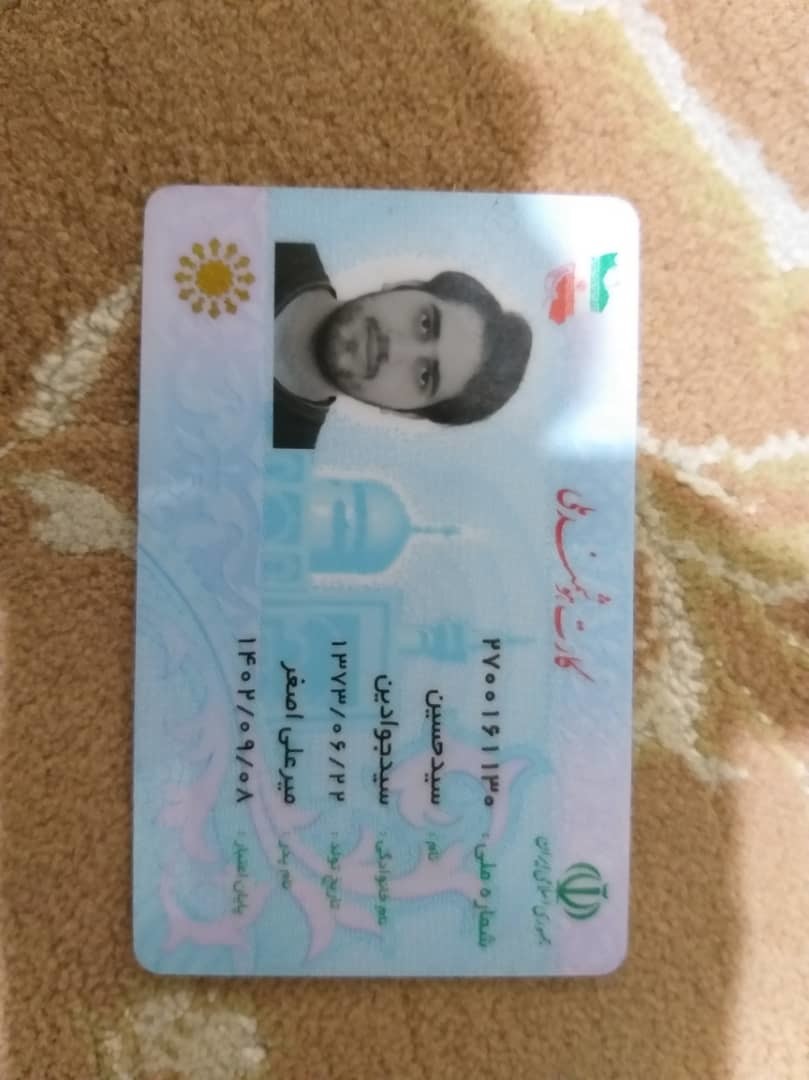 جمهوری اسلامی ایران
کارت هوشمند ملی
شماره ملی: ۲۷۰۰۱۶۱۱۳۰
نام: سیدحسین
نام خانوادگی: سیدجوادین
تاریخ تولد: ۱۳۷۳/۰۶/۲۲
نام پدر: میرعلی اصغر
پایان اعتبار: ۱۴۰۲/۰۹/۰۸